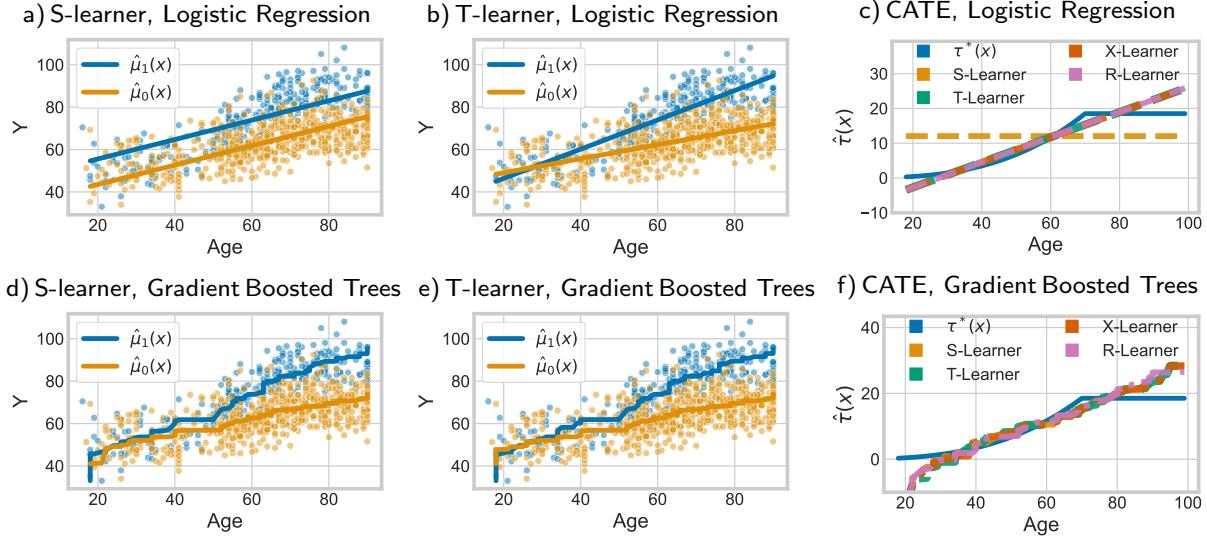 a) S-learner, Logistic Regression
100
80
60
40
Y
20 40 60 80
Age
μ̂₁(x)
μ̂₀(x)
b) T-learner, Logistic Regression
100
80
60
40
Y
20 40 60 80
Age
μ̂₁(x)
μ̂₀(x)
c) CATE, Logistic Regression
30
20
10
0
−10
τ̂(x)
20 40 60 80 100
Age
τ*(x)
S-Learner
T-Learner
X-Learner
R-Learner
d) S-learner, Gradient Boosted Trees
100
80
60
40
Y
20 40 60 80
Age
μ̂₁(x)
μ̂₀(x)
e) T-learner, Gradient Boosted Trees
100
80
60
40
Y
20 40 60 80
Age
μ̂₁(x)
μ̂₀(x)
f) CATE, Gradient Boosted Trees
40
20
0
τ̂(x)
20 40 60 80 100
Age
τ*(x)
S-Learner
T-Learner
X-Learner
R-Learner